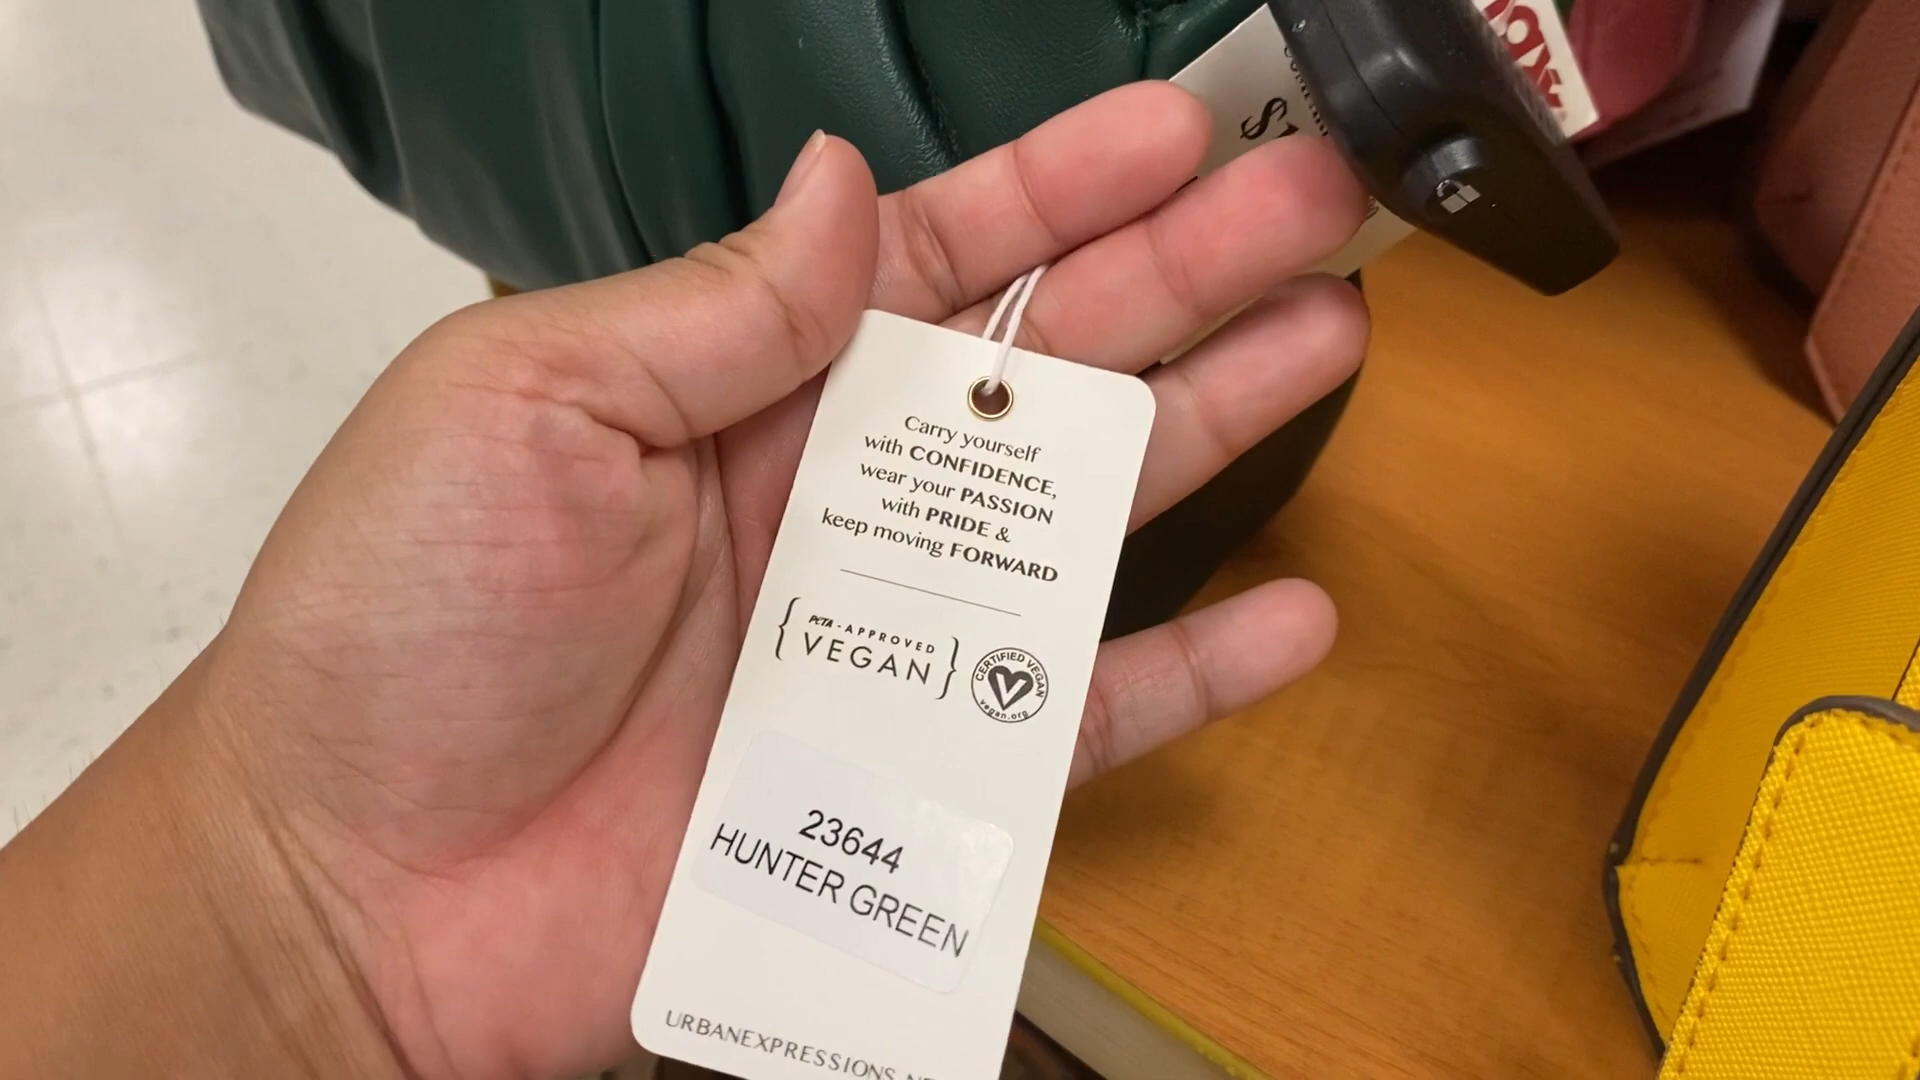 Carry yourself
with CONFIDENCE,
wear your PASSION
with PRIDE &
keep moving FORWARD
PETA-APPROVED
VEGAN
CERTIFIED VEGAN
vegan.org
23644
HUNTER GREEN
URBANEXPRESSIONS.NE